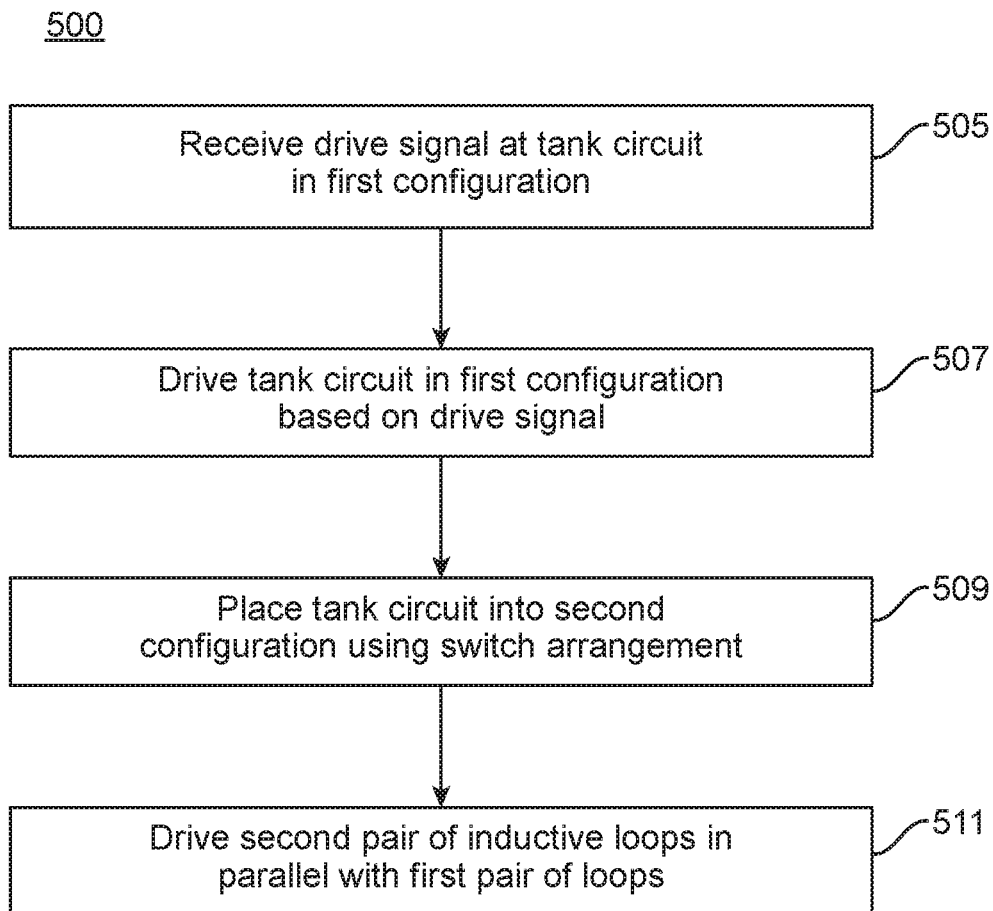 500
Receive drive signal at tank circuit
in first configuration
505
Drive tank circuit in first configuration
based on drive signal
507
Place tank circuit into second
configuration using switch arrangement
509
Drive second pair of inductive loops in
parallel with first pair of loops
511